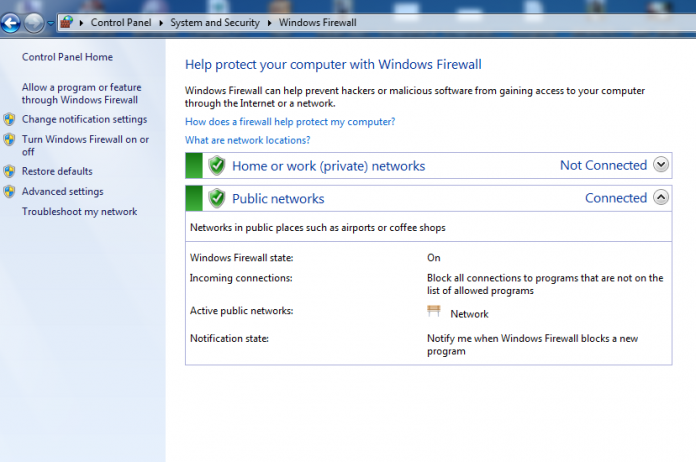 Control Panel ▸ System and Security ▸ Windows Firewall
Control Panel Home
Allow a program or feature
through Windows Firewall
Change notification settings
Turn Windows Firewall on or
off
Restore defaults
Advanced settings
Troubleshoot my network
Help protect your computer with Windows Firewall
Windows Firewall can help prevent hackers or malicious software from gaining access to your computer
through the Internet or a network.
How does a firewall help protect my computer?
What are network locations?
Home or work (private) networks Not Connected
Public networks Connected
Networks in public places such as airports or coffee shops
Windows Firewall state: On
Incoming connections: Block all connections to programs that are not on the
list of allowed programs
Active public networks: Network
Notification state: Notify me when Windows Firewall blocks a new
program